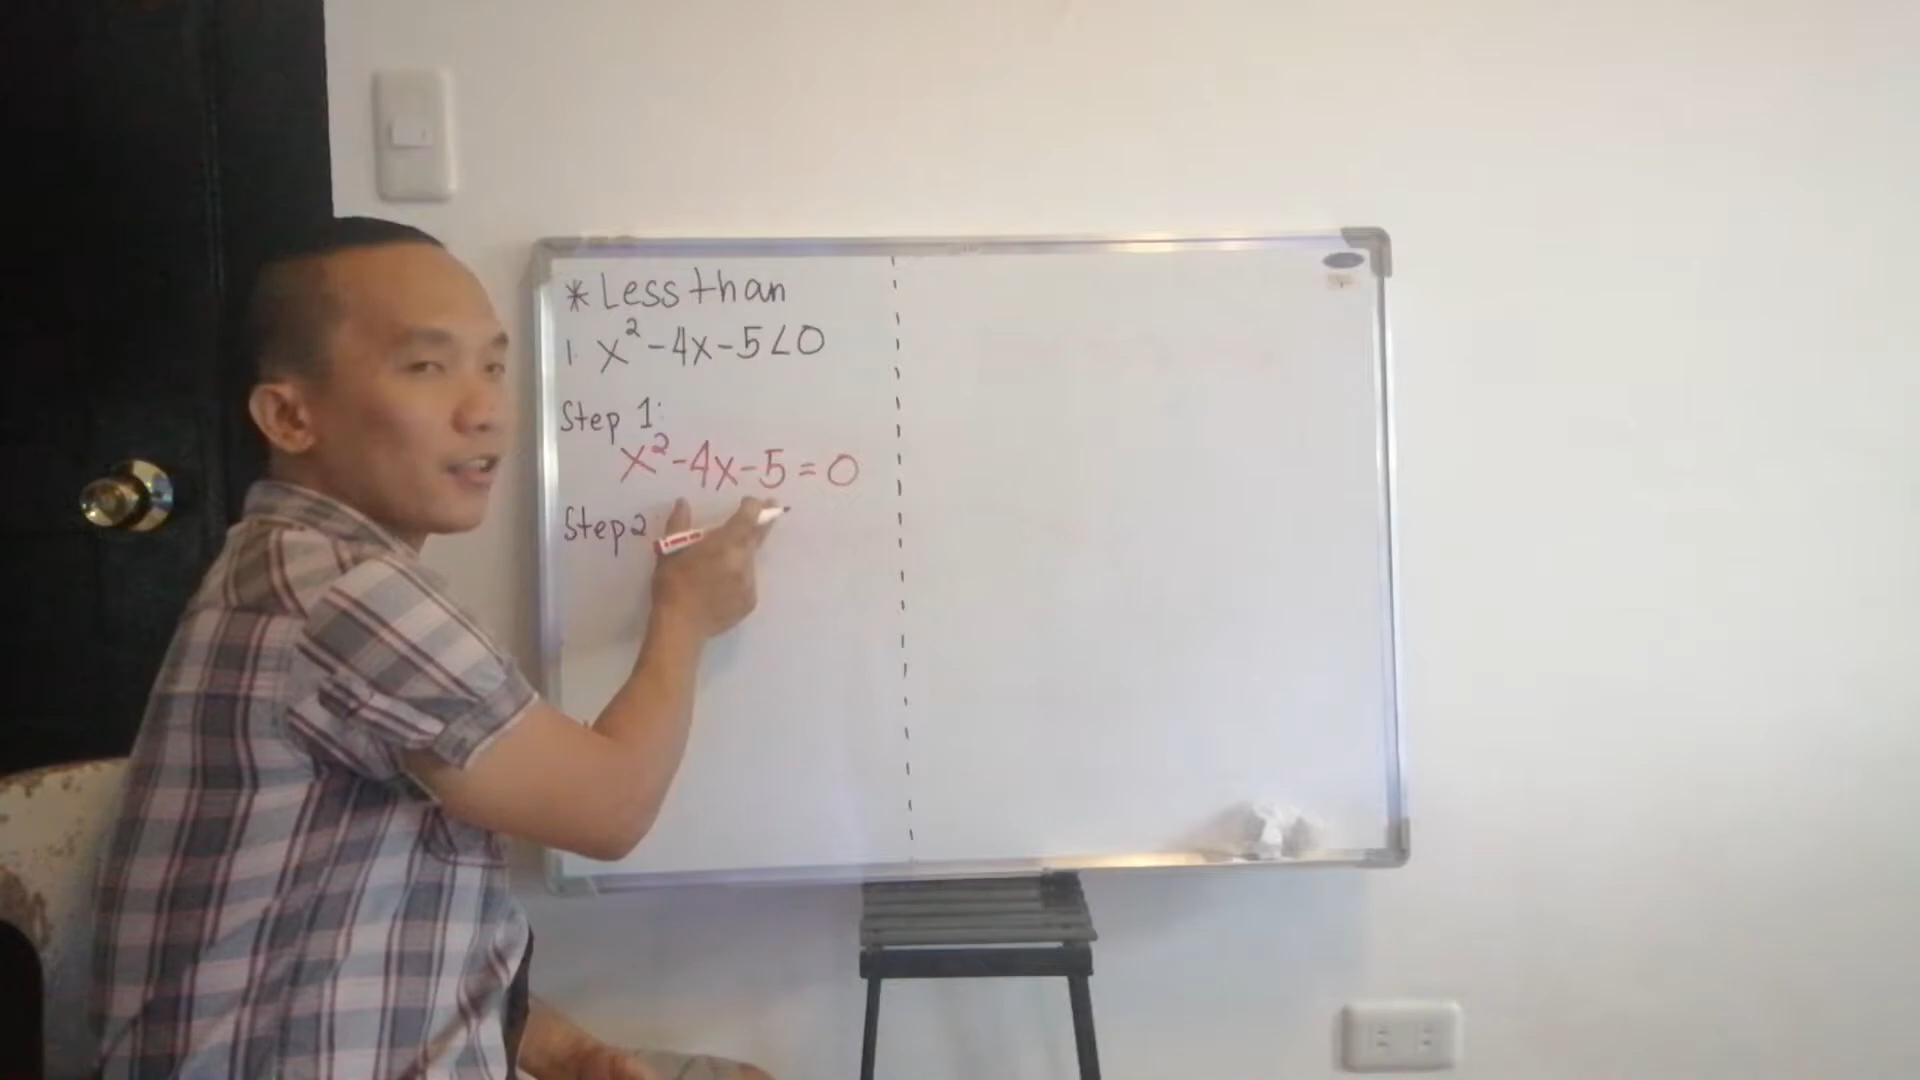 * Less than
1. x² - 4x - 5 < 0
Step 1:
x² - 4x - 5 = 0
Step 2